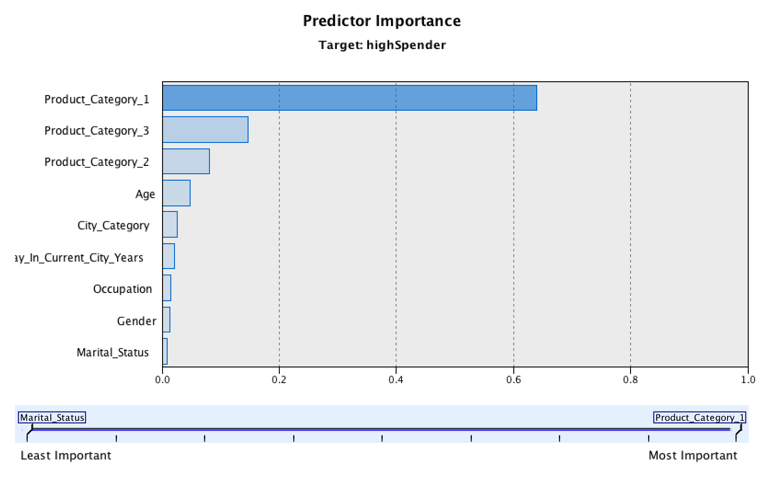 Predictor Importance
Target: highSpender
Product_Category_1
Product_Category_3
Product_Category_2
Age
City_Category
ay_In_Current_City_Years
Occupation
Gender
Marital_Status
0.0 0.2 0.4 0.6 0.8 1.0
Marital_Status Product_Category_1
Least Important Most Important